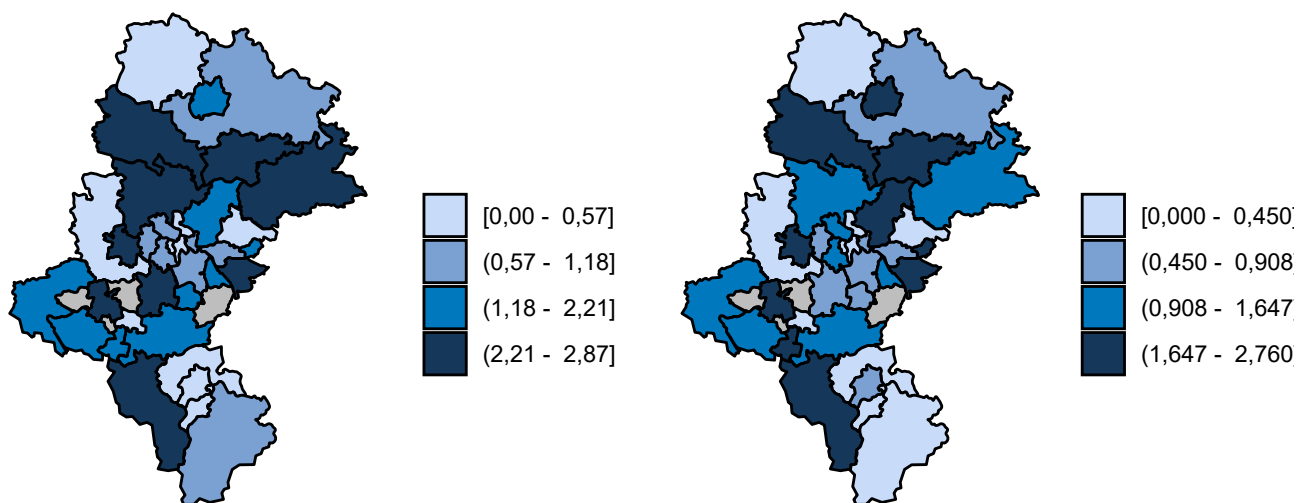 [0,00 - 0,57]
(0,57 - 1,18]
(1,18 - 2,21]
(2,21 - 2,87]
[0,000 - 0,450]
(0,450 - 0,908]
(0,908 - 1,647]
(1,647 - 2,760]